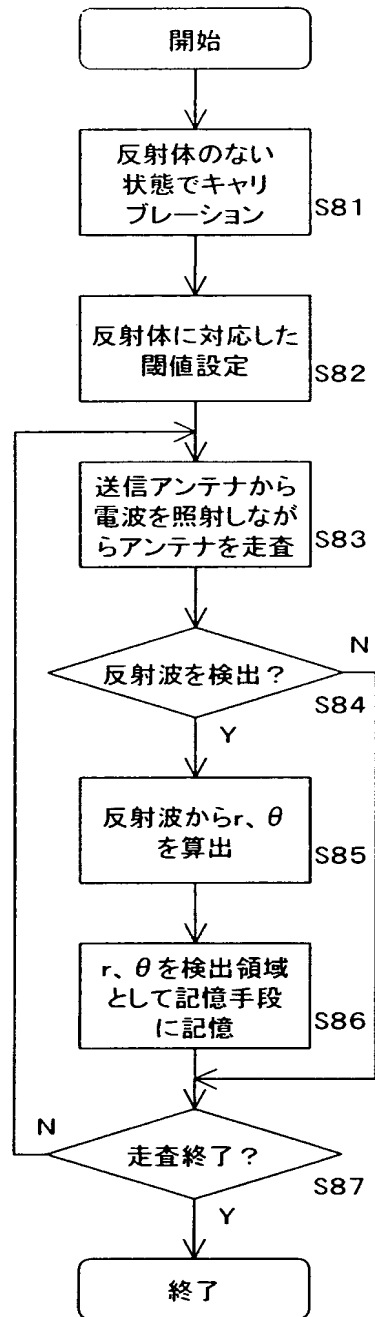 開始
反射体のない
状態でキャリ
ブレーション
S81
反射体に対応した
閾値設定
S82
送信アンテナから
電波を照射しなが
らアンテナを走査
S83
反射波を検出？
N
S84
Y
反射波からr、θ
を算出
S85
r、θを検出領域
として記憶手段
に記憶
S86
N
走査終了？
S87
Y
終了